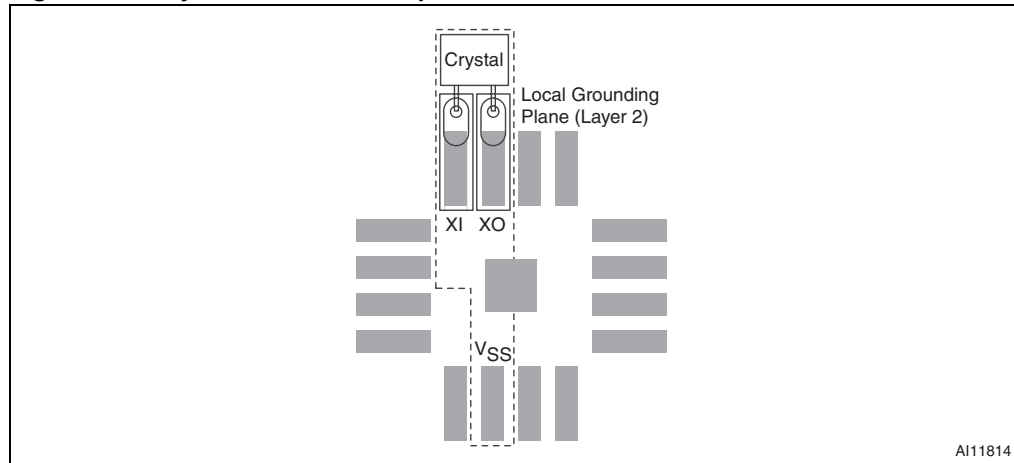 Crystal
Local Grounding
Plane (Layer 2)
XI XO
VSS
AI11814